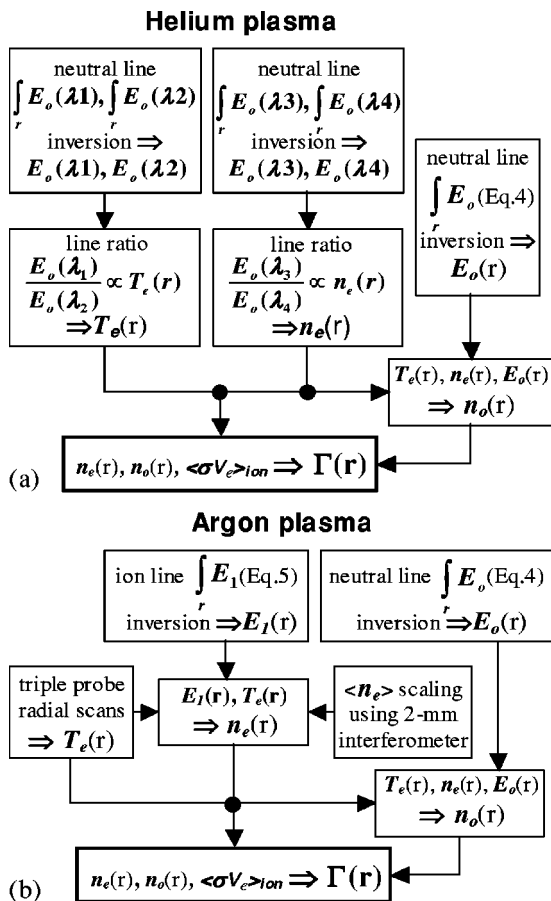 Helium plasma
neutral line
∫r Eo(λ1), ∫r Eo(λ2)
inversion ⇒
Eo(λ1), Eo(λ2)
neutral line
∫r Eo(λ3), ∫r Eo(λ4)
inversion ⇒
Eo(λ3), Eo(λ4)
neutral line
∫r Eo(Eq.4)
inversion ⇒
Eo(r)
line ratio
Eo(λ1)/Eo(λ2) ∝ Te(r)
⇒Te(r)
line ratio
Eo(λ3)/Eo(λ4) ∝ ne(r)
⇒ne(r)
Te(r), ne(r), Eo(r)
⇒ no(r)
ne(r), no(r), <σVe>ion ⇒ Γ(r)
(a)
Argon plasma
ion line ∫r E1(Eq.5)
inversion ⇒E1(r)
neutral line ∫r Eo(Eq.4)
inversion ⇒Eo(r)
triple probe
radial scans
⇒ Te(r)
E1(r), Te(r)
⇒ ne(r)
<ne> scaling
using 2-mm
interferometer
Te(r), ne(r), Eo(r)
⇒ no(r)
ne(r), no(r), <σVe>ion ⇒ Γ(r)
(b)